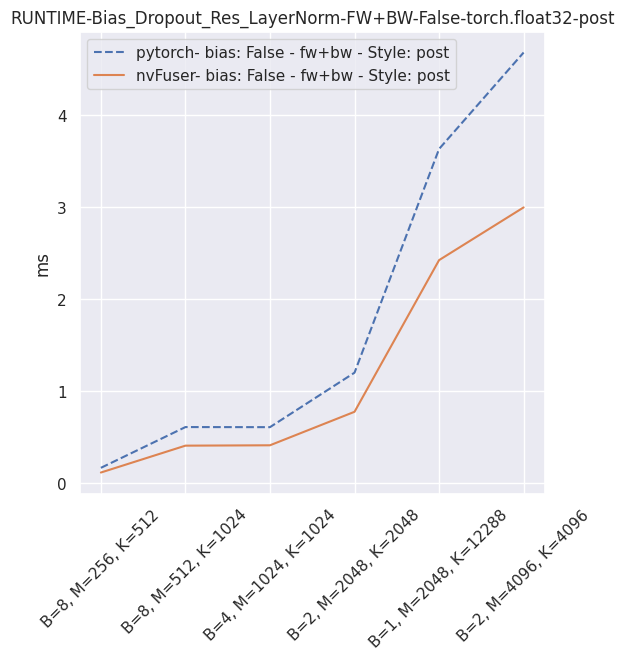 RUNTIME-Bias_Dropout_Res_LayerNorm-FW+BW-False-torch.float32-post
pytorch- bias: False - fw+bw - Style: post
nvFuser- bias: False - fw+bw - Style: post
4
3
2
1
0
ms
B=8, M=256, K=512
B=8, M=512, K=1024
B=4, M=1024, K=1024
B=2, M=2048, K=2048
B=1, M=2048, K=12288
B=2, M=4096, K=4096